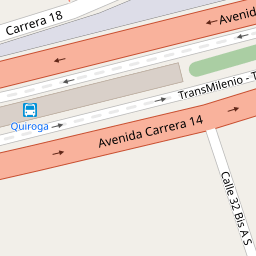 Carrera 18
Avenida
TransMilenio - T
Quiroga
Avenida Carrera 14
Calle 32 Bis A S